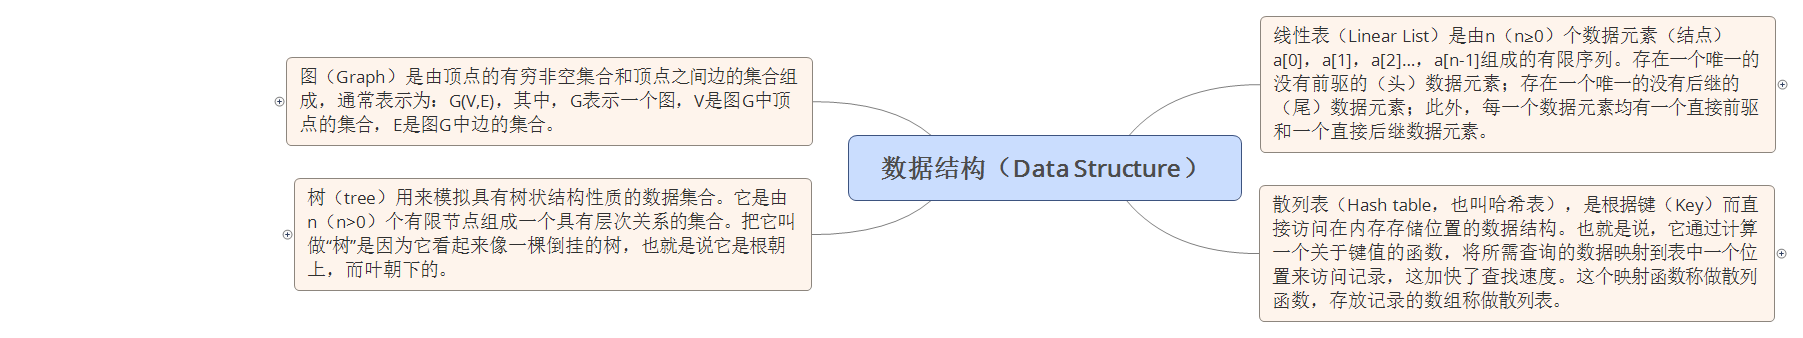 图（Graph）是由顶点的有穷非空集合和顶点之间边的集合组
成，通常表示为：G(V,E)，其中，G表示一个图，V是图G中顶
点的集合，E是图G中边的集合。
树（tree）用来模拟具有树状结构性质的数据集合。它是由
n（n>0）个有限节点组成一个具有层次关系的集合。把它叫
做“树”是因为它看起来像一棵倒挂的树，也就是说它是根朝
上，而叶朝下的。
数据结构（Data Structure）
线性表（Linear List）是由n（n≥0）个数据元素（结点）
a[0]，a[1]，a[2]…，a[n-1]组成的有限序列。存在一个唯一的
没有前驱的（头）数据元素；存在一个唯一的没有后继的
（尾）数据元素；此外，每一个数据元素均有一个直接前驱
和一个直接后继数据元素。
散列表（Hash table，也叫哈希表），是根据键（Key）而直
接访问在内存存储位置的数据结构。也就是说，它通过计算
一个关于键值的函数，将所需查询的数据映射到表中一个位
置来访问记录，这加快了查找速度。这个映射函数称做散列
函数，存放记录的数组称做散列表。